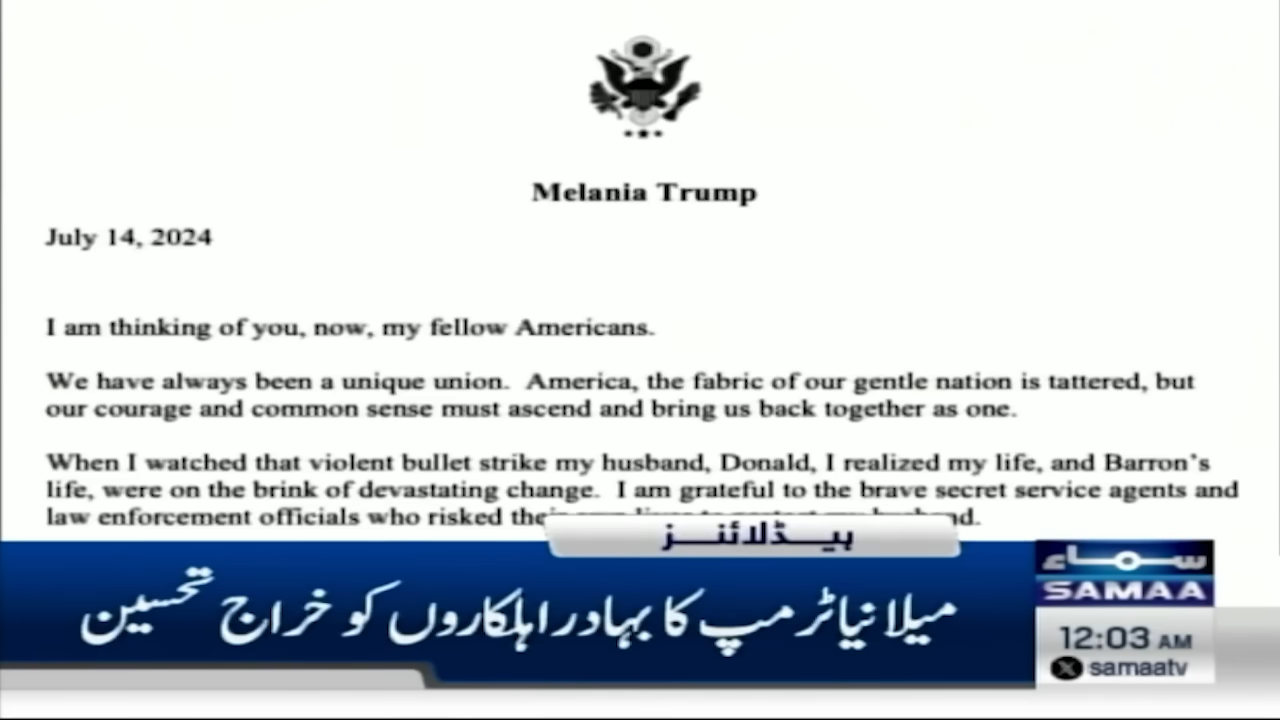 Melania Trump
July 14, 2024
I am thinking of you, now, my fellow Americans.
We have always been a unique union. America, the fabric of our gentle nation is tattered, but
our courage and common sense must ascend and bring us back together as one.
When I watched that violent bullet strike my husband, Donald, I realized my life, and Barron's
life, were on the brink of devastating change. I am grateful to the brave secret service agents and
law enforcement officials who risked
ہیڈلائنز
میلانیا ٹرمپ کا بہادر اہلکاروں کو خراج تحسین
سماء
SAMAA
12:03 AM
samaatv